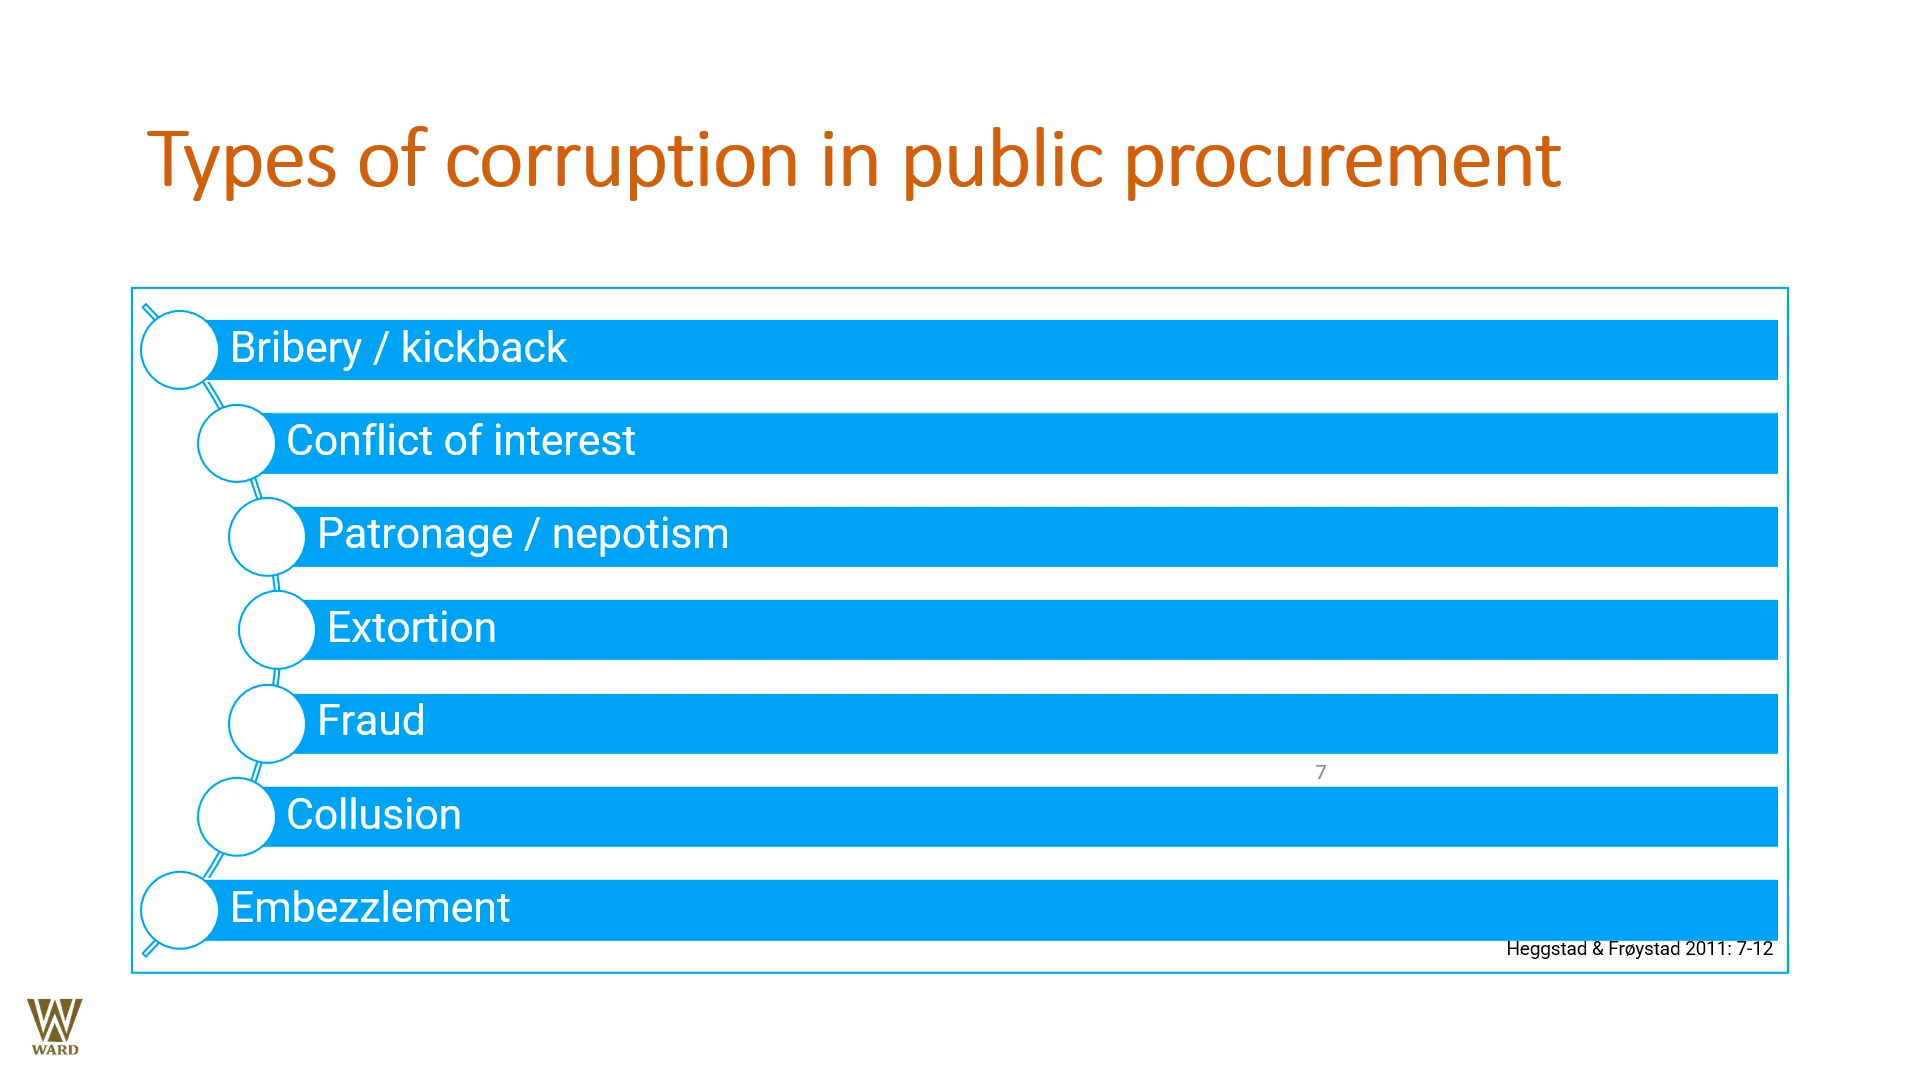 Types of corruption in public procurement
Bribery / kickback
Conflict of interest
Patronage / nepotism
Extortion
Fraud
7
Collusion
Embezzlement
Heggstad & Frøystad 2011: 7-12
WARD